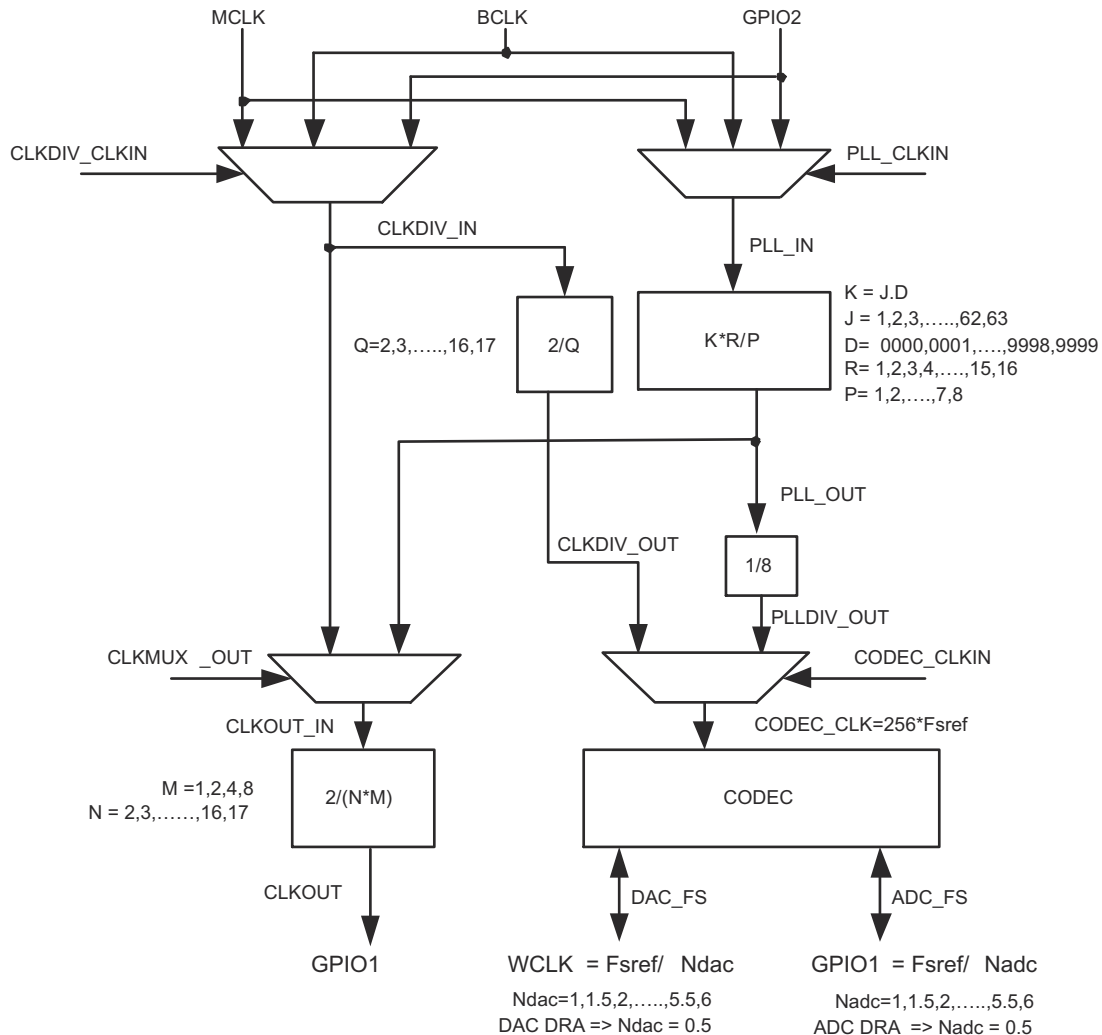 MCLK
BCLK
GPIO2
CLKDIV_CLKIN
PLL_CLKIN
CLKDIV_IN
PLL_IN
Q=2,3,.....,16,17
2/Q
K*R/P
K = J.D
J = 1,2,3,.....,62,63
D= 0000,0001,....,9998,9999
R= 1,2,3,4,....,15,16
P= 1,2,....,7,8
PLL_OUT
CLKDIV_OUT
1/8
PLLDIV_OUT
CLKMUX _OUT
CODEC_CLKIN
CLKOUT_IN
CODEC_CLK=256*Fsref
M =1,2,4,8
N = 2,3,......,16,17
2/(N*M)
CODEC
CLKOUT
DAC_FS
ADC_FS
GPIO1
WCLK = Fsref/ Ndac
GPIO1 = Fsref/ Nadc
Ndac=1,1.5,2,.....,5.5,6
Nadc=1,1.5,2,.....,5.5,6
DAC DRA => Ndac = 0.5
ADC DRA => Nadc = 0.5